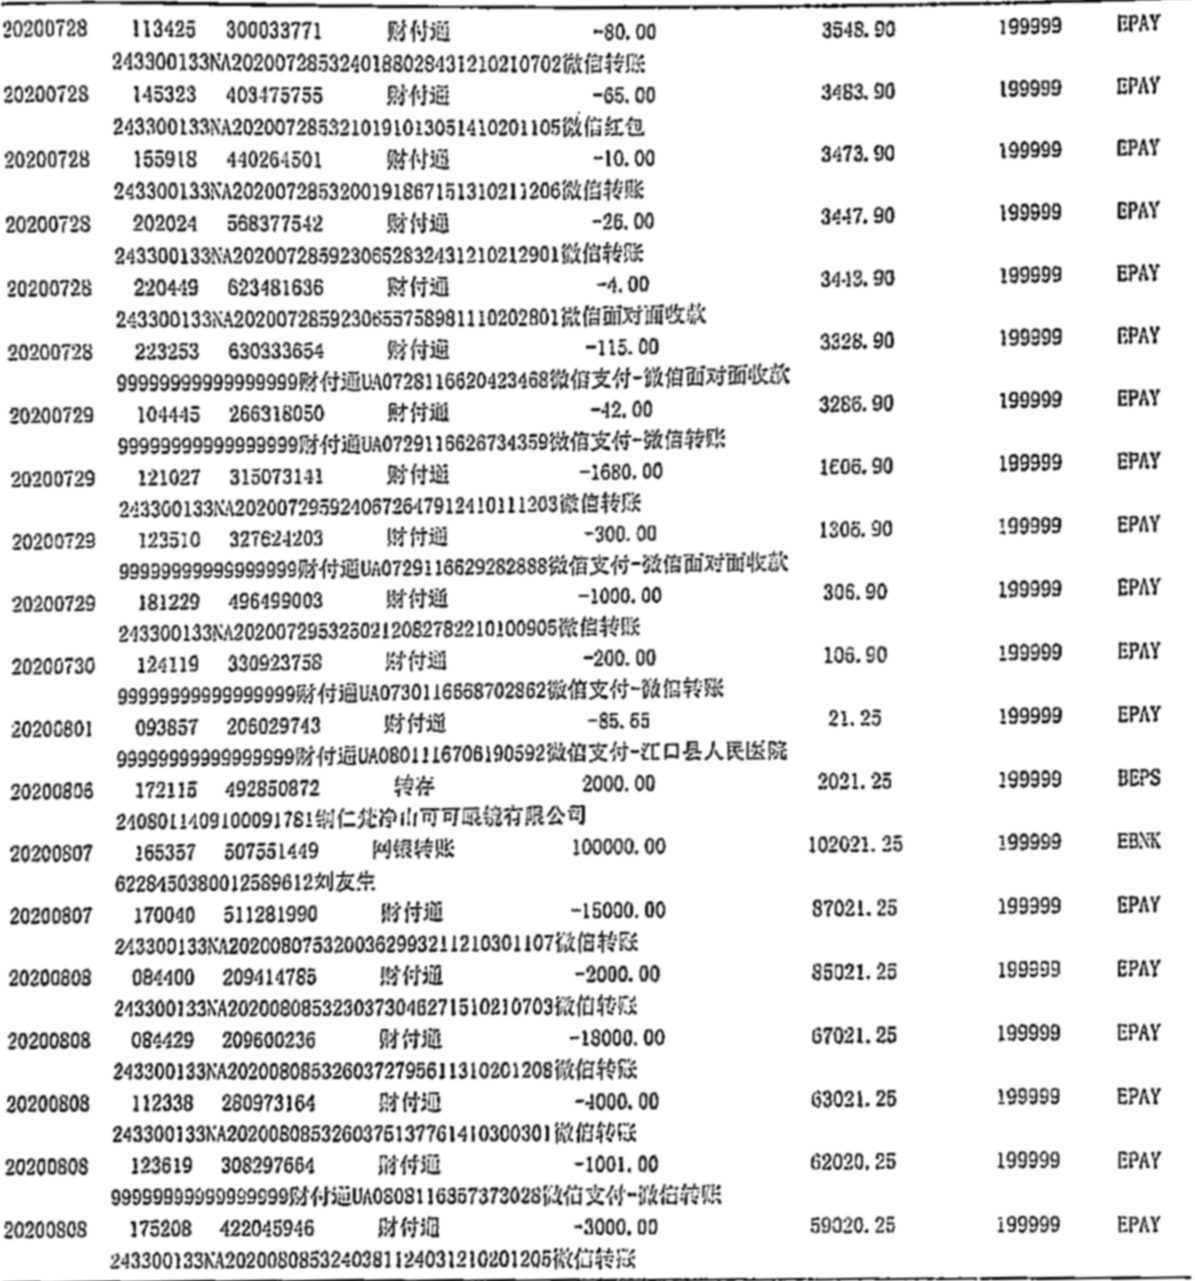 20200728 113425 300033771 财付通 -80.00 3548.90 199999 EPAY
243300133NA20200728532401880284312102107 02微信转账
20200728 145323 403475755 财付通 -65.00 3483.90 199999 EPAY
243300133NA2020072853210191013051410201105微信红包
20200728 155918 440264501 财付通 -10.00 3473.90 199999 EPAY
243300133NA2020072853200191867151310211206微信转账
20200728 202024 568377542 财付通 -26.00 3447.90 199999 EPAY
243300133NA2020072859230652832431210212901微信转账
20200728 220449 623481636 财付通 -4.00 3443.90 199999 EPAY
243300133NA2020072859230655758981110202801微信面对面收款
20200728 223253 630333654 财付通 -115.00 3328.90 199999 EPAY
99999999999999999财付通UA0728116620423468微信支付-微信面对面收款
20200729 104445 266318050 财付通 -42.00 3286.90 199999 EPAY
99999999999999999财付通UA0729116626734359微信支付-微信转账
20200729 121027 315073141 财付通 -1680.00 1606.90 199999 EPAY
243300133NA2020072959240672647912410111203微信转账
20200729 123510 327624203 财付通 -300.00 1306.90 199999 EPAY
99999999999999999财付通UA0729116629282888微信支付-微信面对面收款
20200729 181229 496499003 财付通 -1000.00 306.90 199999 EPAY
243300133NA2020072953250212082782210100905微信转账
20200730 124119 330923758 财付通 -200.00 106.90 199999 EPAY
99999999999999999财付通UA0730116668702862微信支付-微信转账
20200801 093857 206029743 财付通 -85.65 21.25 199999 EPAY
99999999999999999财付通UA0801116706190592微信支付-江口县人民医院
20200806 172115 492850872 转存 2000.00 2021.25 199999 BEPS
2408011409100091781铜仁梵净山可可眼镜有限公司
20200807 165357 507551449 网银转账 100000.00 102021.25 199999 EBNK
6228450380012589612刘友生
20200807 170040 511281990 财付通 -15000.00 87021.25 199999 EPAY
243300133NA2020080753200362993211210301107微信转账
20200808 084400 209414785 财付通 -2000.00 85021.25 199999 EPAY
243300133NA2020080853230373046271510210703微信转账
20200808 084429 209600236 财付通 -18000.00 67021.25 199999 EPAY
243300133NA2020080853260372795611310201208微信转账
20200808 112338 280973164 财付通 -4000.00 63021.25 199999 EPAY
243300133NA2020080853260375137761410300301微信转账
20200808 123619 308297664 财付通 -1001.00 62020.25 199999 EPAY
99999999999999999财付通UA0808116867373028微信支付-微信转账
20200808 175208 422045946 财付通 -3000.00 59020.25 199999 EPAY
243300133NA2020080853240381124031210201205微信转账